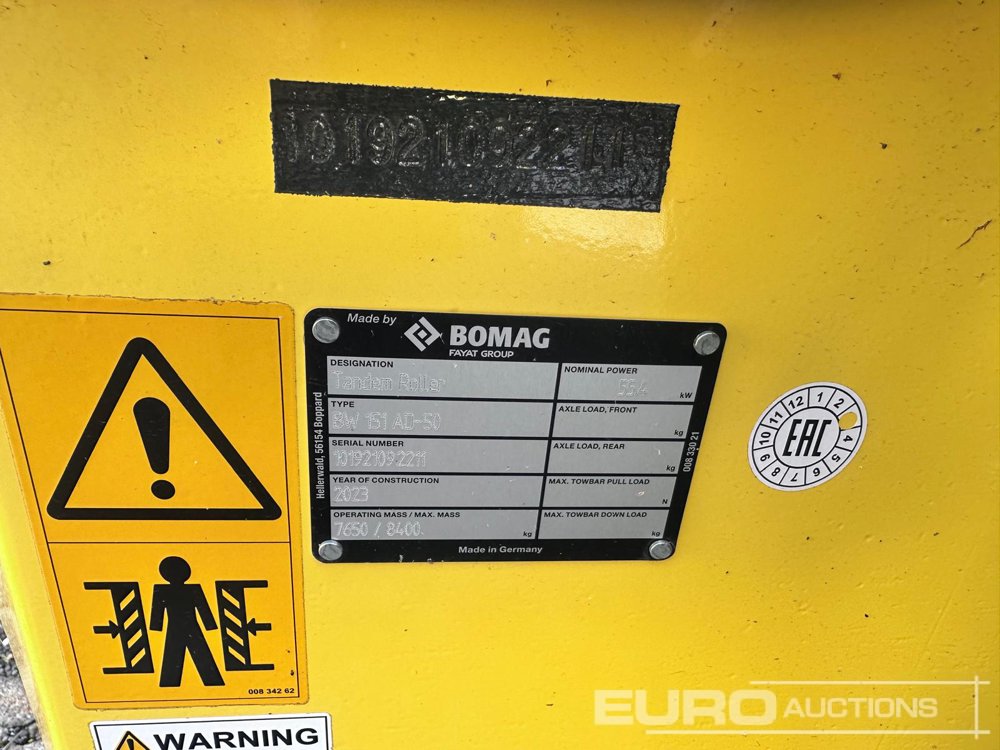 101921092211
Made by BOMAG
FAYAT GROUP
DESIGNATION
Tandem Roller
NOMINAL POWER
55,4 kW
TYPE
BW 151 AD-50
AXLE LOAD, FRONT
kg
SERIAL NUMBER
101921092211
AXLE LOAD, REAR
kg
YEAR OF CONSTRUCTION
2023
MAX. TOWBAR PULL LOAD
N
OPERATING MASS / MAX. MASS
7650 / 8400 kg
MAX. TOWBAR DOWN LOAD
kg
Made in Germany
Hellerwald, 56154 Boppard
008 330 21
1 2 4 5 6 7 8 9 10 11 12
EAC
008 342 62
WARNING
EURO AUCTIONS